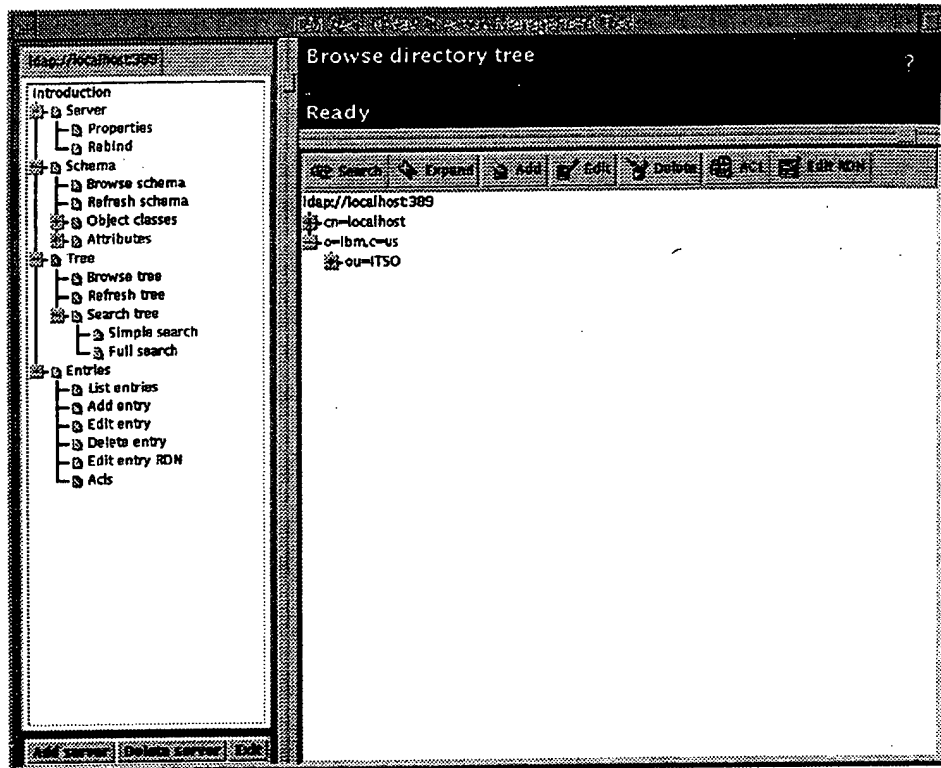 Directory Management Tool
ldap://localhost:389
Introduction
Server
Properties
Rebind
Schema
Browse schema
Refresh schema
Object classes
Attributes
Tree
Browse tree
Refresh tree
Search tree
Simple search
Full search
Entries
List entries
Add entry
Edit entry
Delete entry
Edit entry RDN
Acls
Add server Delete server Exit
Browse directory tree
?
Ready
Search Expand Add Edit Delete ACL Edit RDN
ldap://localhost:389
cn=localhost
o=ibm,c=us
ou=ITSO